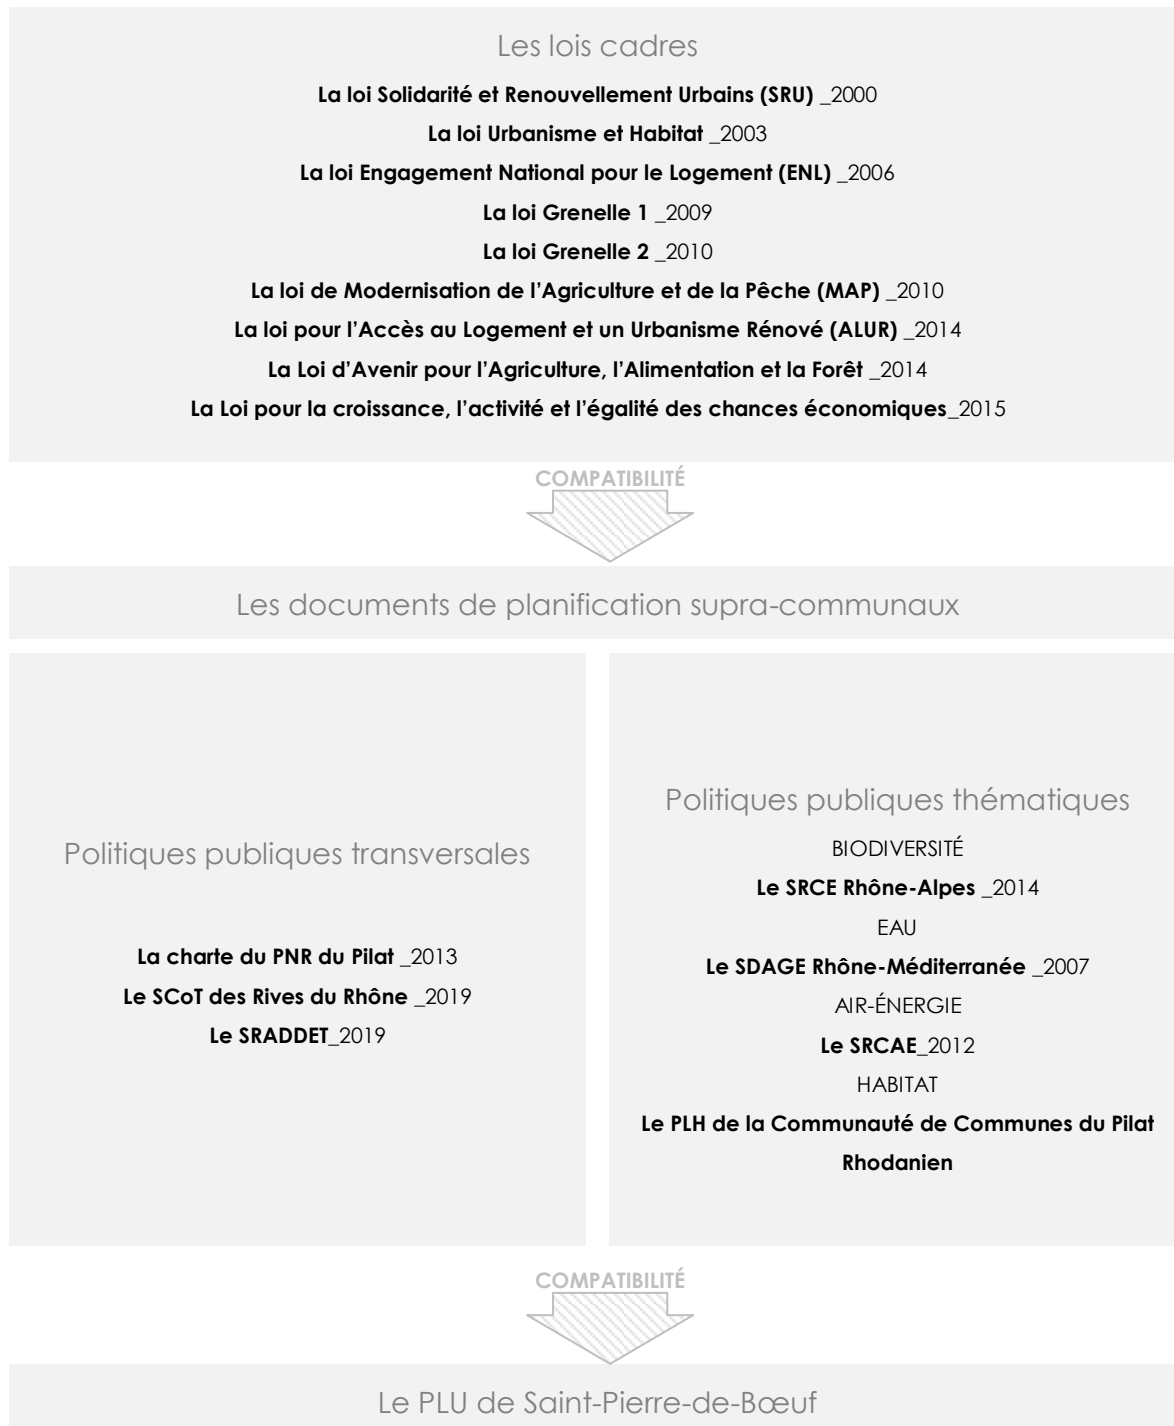 Les lois cadres
La loi Solidarité et Renouvellement Urbains (SRU) _2000
La loi Urbanisme et Habitat _2003
La loi Engagement National pour le Logement (ENL) _2006
La loi Grenelle 1 _2009
La loi Grenelle 2 _2010
La loi de Modernisation de l’Agriculture et de la Pêche (MAP) _2010
La loi pour l’Accès au Logement et un Urbanisme Rénové (ALUR) _2014
La Loi d’Avenir pour l’Agriculture, l’Alimentation et la Forêt _2014
La Loi pour la croissance, l’activité et l’égalité des chances économiques_2015
COMPATIBILITÉ
Les documents de planification supra-communaux
Politiques publiques transversales
La charte du PNR du Pilat _2013
Le SCoT des Rives du Rhône _2019
Le SRADDET_2019
Politiques publiques thématiques
BIODIVERSITÉ
Le SRCE Rhône-Alpes _2014
EAU
Le SDAGE Rhône-Méditerranée _2007
AIR-ÉNERGIE
Le SRCAE_2012
HABITAT
Le PLH de la Communauté de Communes du Pilat
Rhodanien
COMPATIBILITÉ
Le PLU de Saint-Pierre-de-Bœuf